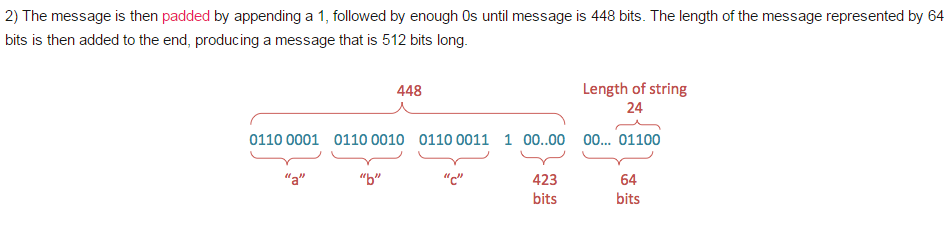 2) The message is then padded by appending a 1, followed by enough 0s until message is 448 bits. The length of the message represented by 64
bits is then added to the end, producing a message that is 512 bits long.
448
Length of string
24
0110 0001 0110 0010 0110 0011 1 00..00 00... 01100
“a” “b” “c” 423 64
bits bits